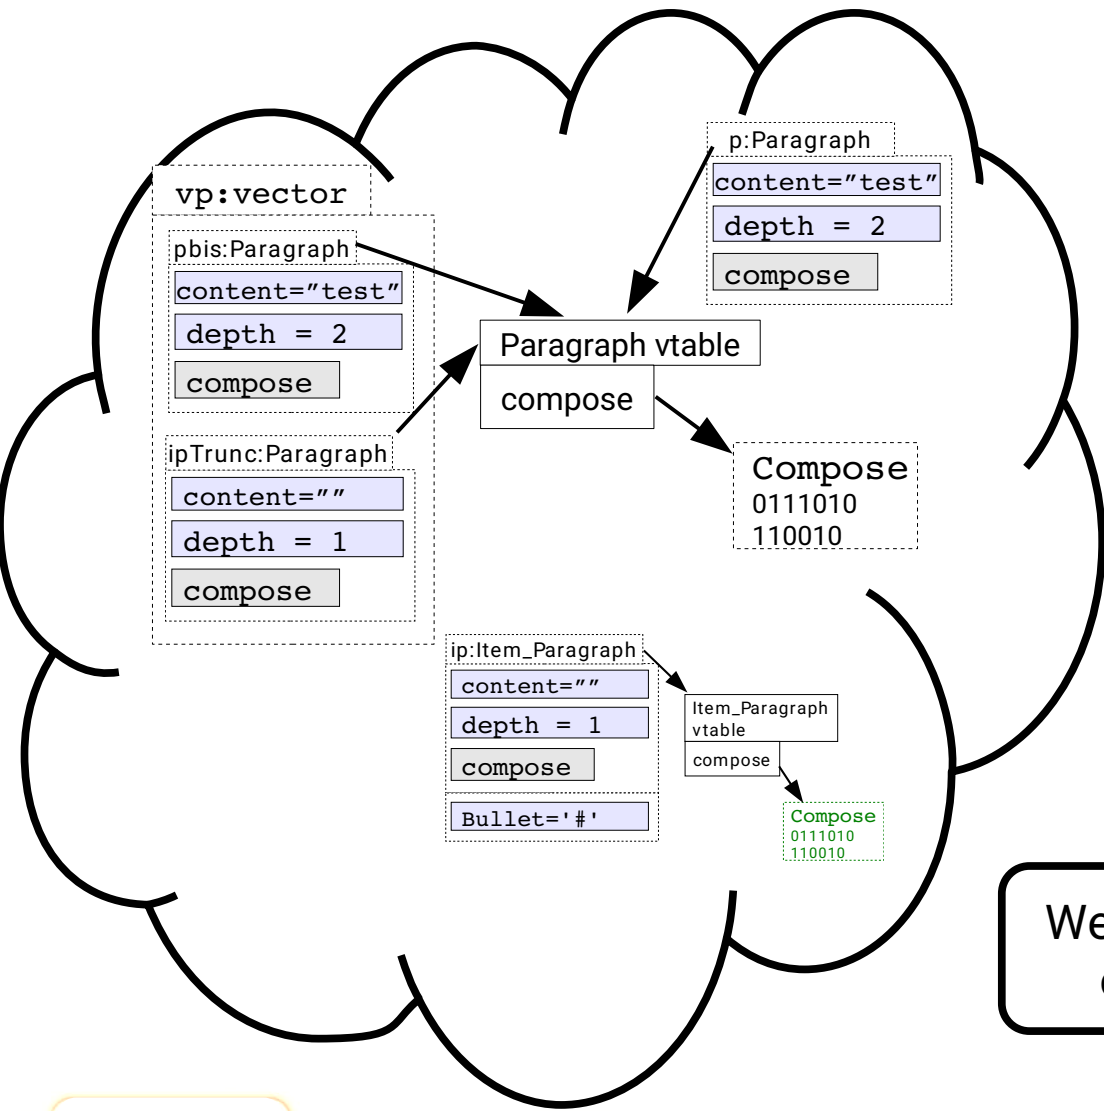 vp:vector
pbis:Paragraph
content="test"
depth = 2
compose
ipTrunc:Paragraph
content=""
depth = 1
compose
p:Paragraph
content="test"
depth = 2
compose
Paragraph vtable
compose
Compose
0111010
110010
ip:Item_Paragraph
content=""
depth = 1
compose
Bullet='#'
Item_Paragraph
vtable
compose
Compose
0111010
110010
We